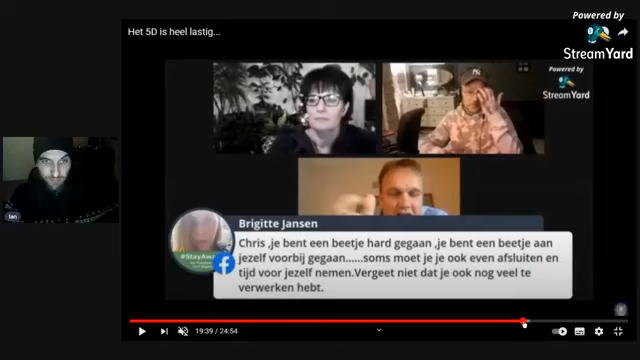 Powered by
StreamYard
Het 5D is heel lastig...
Powered by
StreamYard
Ian
Brigitte Jansen
#StayAwa
Chris ,je bent een beetje hard gegaan ,je bent een beetje aan
jezelf voorbij gegaan......soms moet je je ook even afsluiten en
tijd voor jezelf nemen.Vergeet niet dat je ook nog veel te
verwerken hebt.
19:39 / 24:54